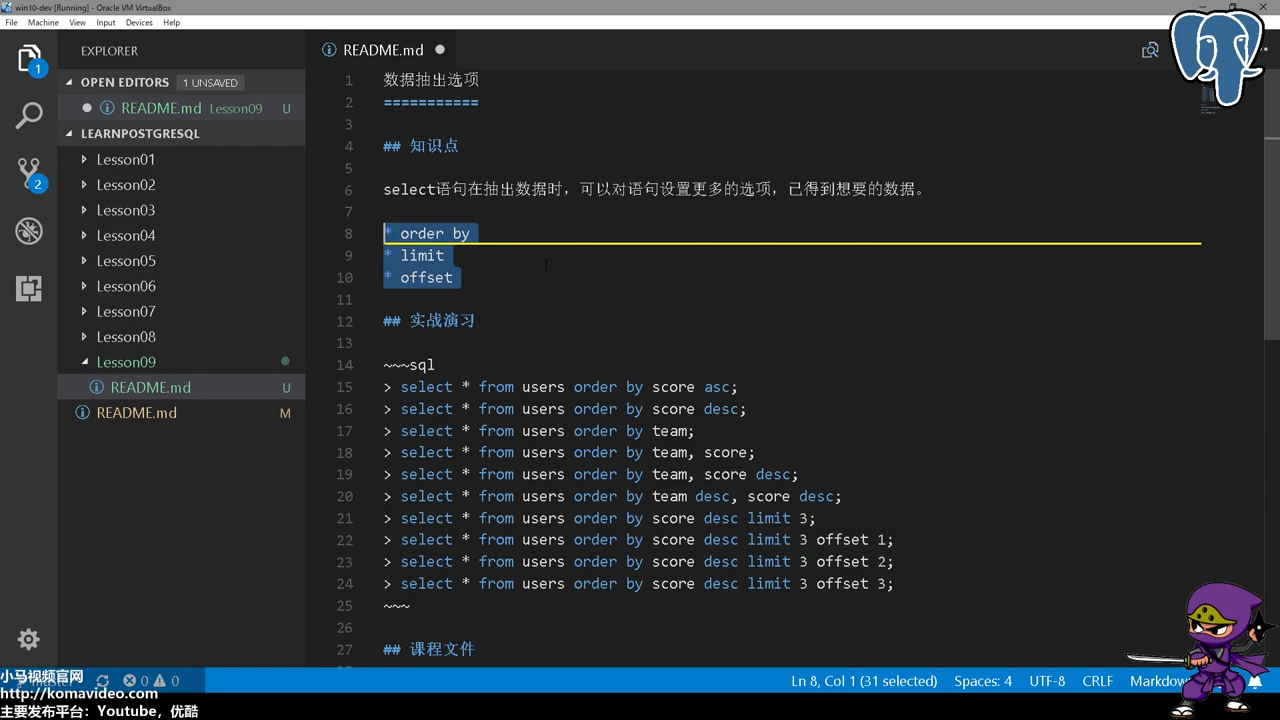 win10-dev [Running] - Oracle VM VirtualBox
File Machine View Input Devices Help
EXPLORER
OPEN EDITORS 1 UNSAVED
README.md Lesson09 U
LEARNPOSTGRESQL
Lesson01
Lesson02
Lesson03
Lesson04
Lesson05
Lesson06
Lesson07
Lesson08
Lesson09
README.md U
README.md M
1
2
README.md
1 数据抽出选项
2 ===========
3
4 ## 知识点
5
6 select语句在抽出数据时，可以对语句设置更多的选项，已得到想要的数据。
7
8 * order by
9 * limit
10 * offset
11
12 ## 实战演习
13
14 ~~~sql
15 > select * from users order by score asc;
16 > select * from users order by score desc;
17 > select * from users order by team;
18 > select * from users order by team, score;
19 > select * from users order by team, score desc;
20 > select * from users order by team desc, score desc;
21 > select * from users order by score desc limit 3;
22 > select * from users order by score desc limit 3 offset 1;
23 > select * from users order by score desc limit 3 offset 2;
24 > select * from users order by score desc limit 3 offset 3;
25 ~~~
26
27 ## 课程文件
小马视频官网
http://komavideo.com
主要发布平台：Youtube，优酷
0 0
Ln 8, Col 1 (31 selected) Spaces: 4 UTF-8 CRLF Markdown